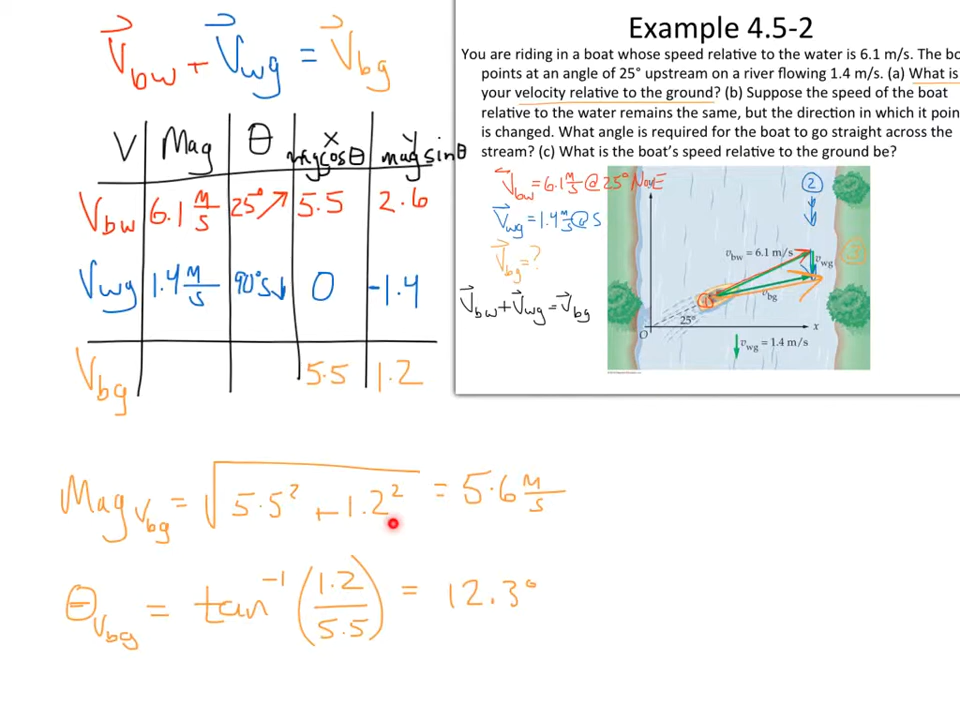 V⃗bw + V⃗wg = V⃗bg
V Mag θ x mag cosθ y mag sinθ
Vbw 6.1 M/S 25° ↗ 5.5 2.6
Vwg 1.4 M/S 90°S↓ 0 -1.4
Vbg 5.5 1.2
Mag Vbg = √5.5² + 1.2² = 5.6 M/S
θVbg = tan⁻¹ (1.2/5.5) = 12.3°
Example 4.5-2
You are riding in a boat whose speed relative to the water is 6.1 m/s. The bo
points at an angle of 25° upstream on a river flowing 1.4 m/s. (a) What is
your velocity relative to the ground? (b) Suppose the speed of the boat
relative to the water remains the same, but the direction in which it poin
is changed. What angle is required for the boat to go straight across the
stream? (c) What is the boat's speed relative to the ground be?
V⃗bw = 6.1 M/S @ 25° NofE
V⃗wg = 1.4 M/S @ S
V⃗bg = ?
V⃗bw + V⃗wg = V⃗bg
2
vbw = 6.1 m/s
vwg
vbg
25°
O
x
vwg = 1.4 m/s